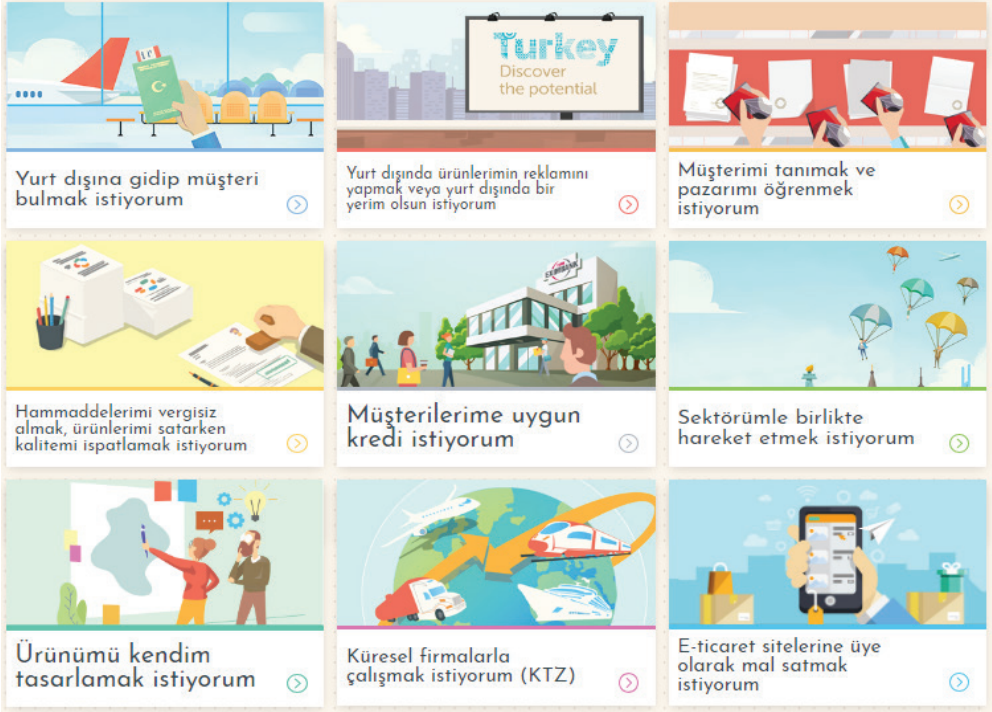 Turkey
Discover
the potential
Yurt dışına gidip müşteri
bulmak istiyorum
Yurt dışında ürünlerimin reklamını
yapmak veya yurt dışında bir
yerim olsun istiyorum
Müşterimi tanımak ve
pazarımı öğrenmek
istiyorum
EXIMBANK
Hammaddelerimi vergisiz
almak, ürünlerimi satarken
kalitemi ispatlamak istiyorum
Müşterilerime uygun
kredi istiyorum
Sektörümle birlikte
hareket etmek istiyorum
Ürünümü kendim
tasarlamak istiyorum
Küresel firmalarla
çalışmak istiyorum (KTZ)
E-ticaret sitelerine üye
olarak mal satmak
istiyorum